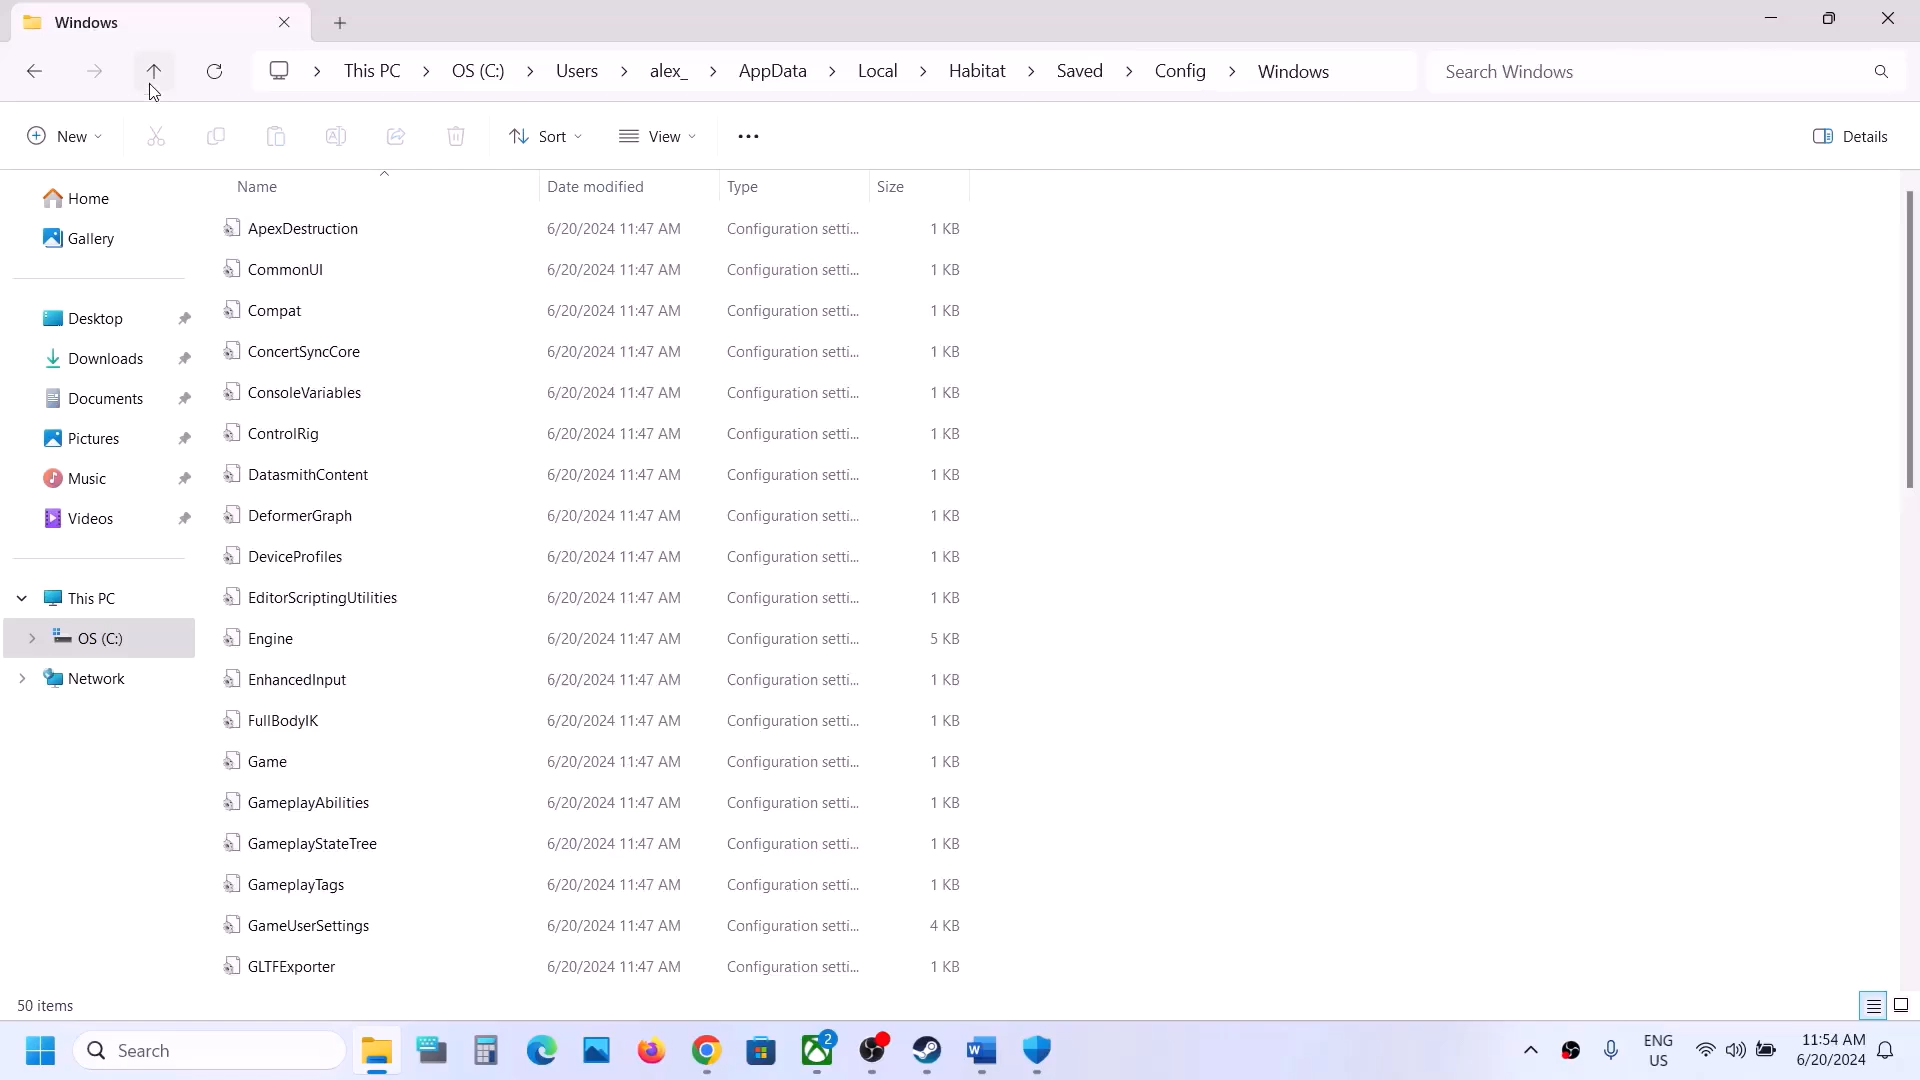 Windows
This PC > OS (C:) > Users > alex_ > AppData > Local > Habitat > Saved > Config > Windows
Search Windows
New
Sort
View
Details
Name Date modified Type Size
Home
Gallery
Desktop
Downloads
Documents
Pictures
Music
Videos
This PC
OS (C:)
Network
ApexDestruction 6/20/2024 11:47 AM Configuration setti... 1 KB
CommonUI 6/20/2024 11:47 AM Configuration setti... 1 KB
Compat 6/20/2024 11:47 AM Configuration setti... 1 KB
ConcertSyncCore 6/20/2024 11:47 AM Configuration setti... 1 KB
ConsoleVariables 6/20/2024 11:47 AM Configuration setti... 1 KB
ControlRig 6/20/2024 11:47 AM Configuration setti... 1 KB
DatasmithContent 6/20/2024 11:47 AM Configuration setti... 1 KB
DeformerGraph 6/20/2024 11:47 AM Configuration setti... 1 KB
DeviceProfiles 6/20/2024 11:47 AM Configuration setti... 1 KB
EditorScriptingUtilities 6/20/2024 11:47 AM Configuration setti... 1 KB
Engine 6/20/2024 11:47 AM Configuration setti... 5 KB
EnhancedInput 6/20/2024 11:47 AM Configuration setti... 1 KB
FullBodyIK 6/20/2024 11:47 AM Configuration setti... 1 KB
Game 6/20/2024 11:47 AM Configuration setti... 1 KB
GameplayAbilities 6/20/2024 11:47 AM Configuration setti... 1 KB
GameplayStateTree 6/20/2024 11:47 AM Configuration setti... 1 KB
GameplayTags 6/20/2024 11:47 AM Configuration setti... 1 KB
GameUserSettings 6/20/2024 11:47 AM Configuration setti... 4 KB
GLTFExporter 6/20/2024 11:47 AM Configuration setti... 1 KB
50 items
Search
2
ENG
US
11:54 AM
6/20/2024